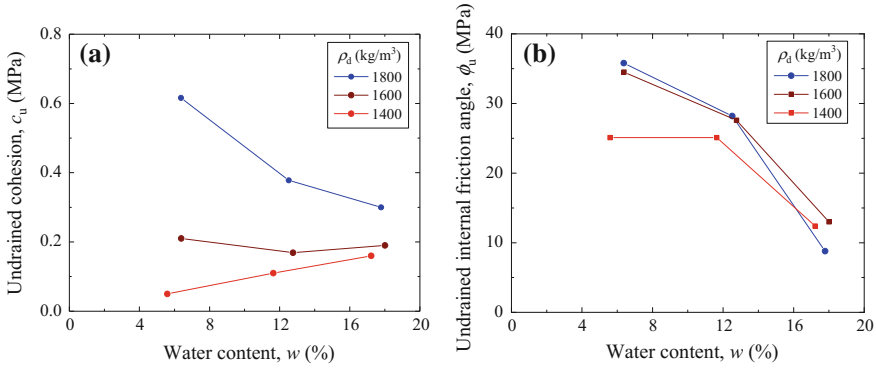 (a)
ρd (kg/m³)
1800
1600
1400
Undrained cohesion, cu (MPa)
0.8
0.6
0.4
0.2
0.0
0 4 8 12 16 20
Water content, w (%)
(b)
ρd (kg/m³)
1800
1600
1400
Undrained internal friction angle, ϕu (MPa)
40
30
20
10
0
0 4 8 12 16 20
Water content, w (%)